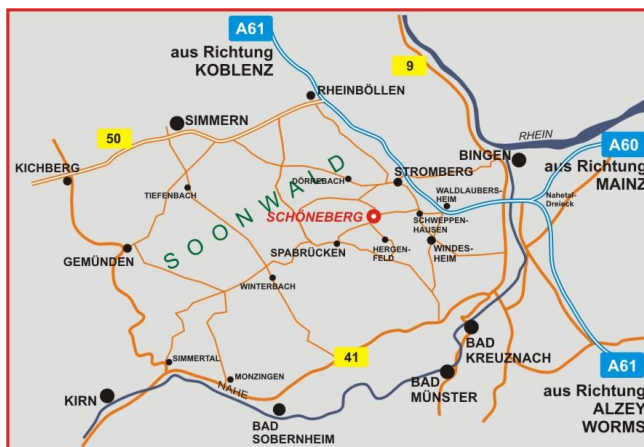 A61
aus Richtung
KOBLENZ
9
RHEINBÖLLEN
SIMMERN
50
RHEIN
A60
aus Richtung
MAINZ
KICHBERG
BINGEN
DÖRREBACH
STROMBERG
TIEFENBACH
WALDLAUBERS-
HEIM
Nahetal-
Dreieck
SOONWALD
SCHÖNEBERG
SCHWEPPEN-
HAUSEN
GEMÜNDEN
SPABRÜCKEN
HERGEN-
FELD
WINDES-
HEIM
WINTERBACH
SIMMERTAL
41
BAD
KREUZNACH
MONZINGEN
NAHE
KIRN
BAD
MÜNSTER
A61
aus Richtung
ALZEY
WORMS
BAD
SOBERNHEIM